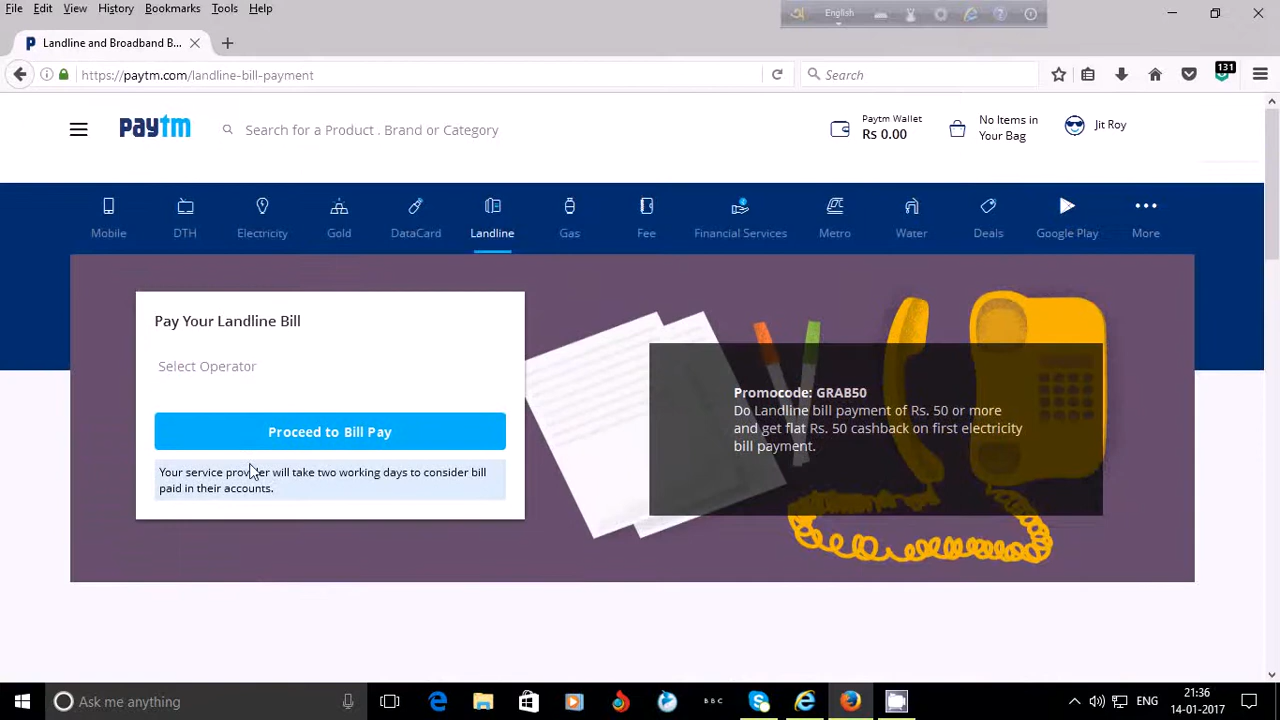 File Edit View History Bookmarks Tools Help
English
Landline and Broadband B...
https://paytm.com/landline-bill-payment
Search
131
paytm
Search for a Product . Brand or Category
Paytm Wallet
Rs 0.00
No Items in
Your Bag
Jit Roy
Mobile DTH Electricity Gold DataCard Landline Gas Fee Financial Services Metro Water Deals Google Play More
Pay Your Landline Bill
Select Operator
Proceed to Bill Pay
Your service provider will take two working days to consider bill
paid in their accounts.
Promocode: GRAB50
Do Landline bill payment of Rs. 50 or more
and get flat Rs. 50 cashback on first electricity
bill payment.
Ask me anything
BBC
ENG
21:36
14-01-2017